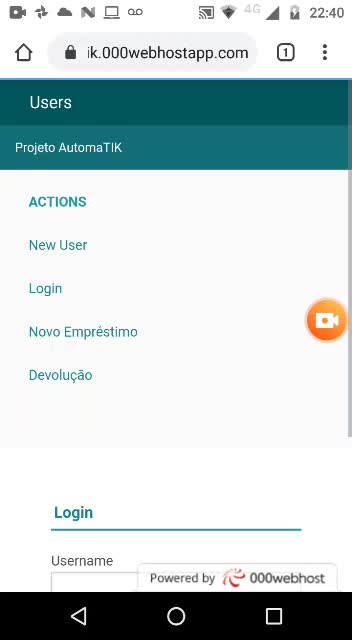 4G 22:40
ik.000webhostapp.com 1
Users
Projeto AutomaTIK
ACTIONS
New User
Login
Novo Empréstimo
Devolução
Login
Username
Powered by 000webhost